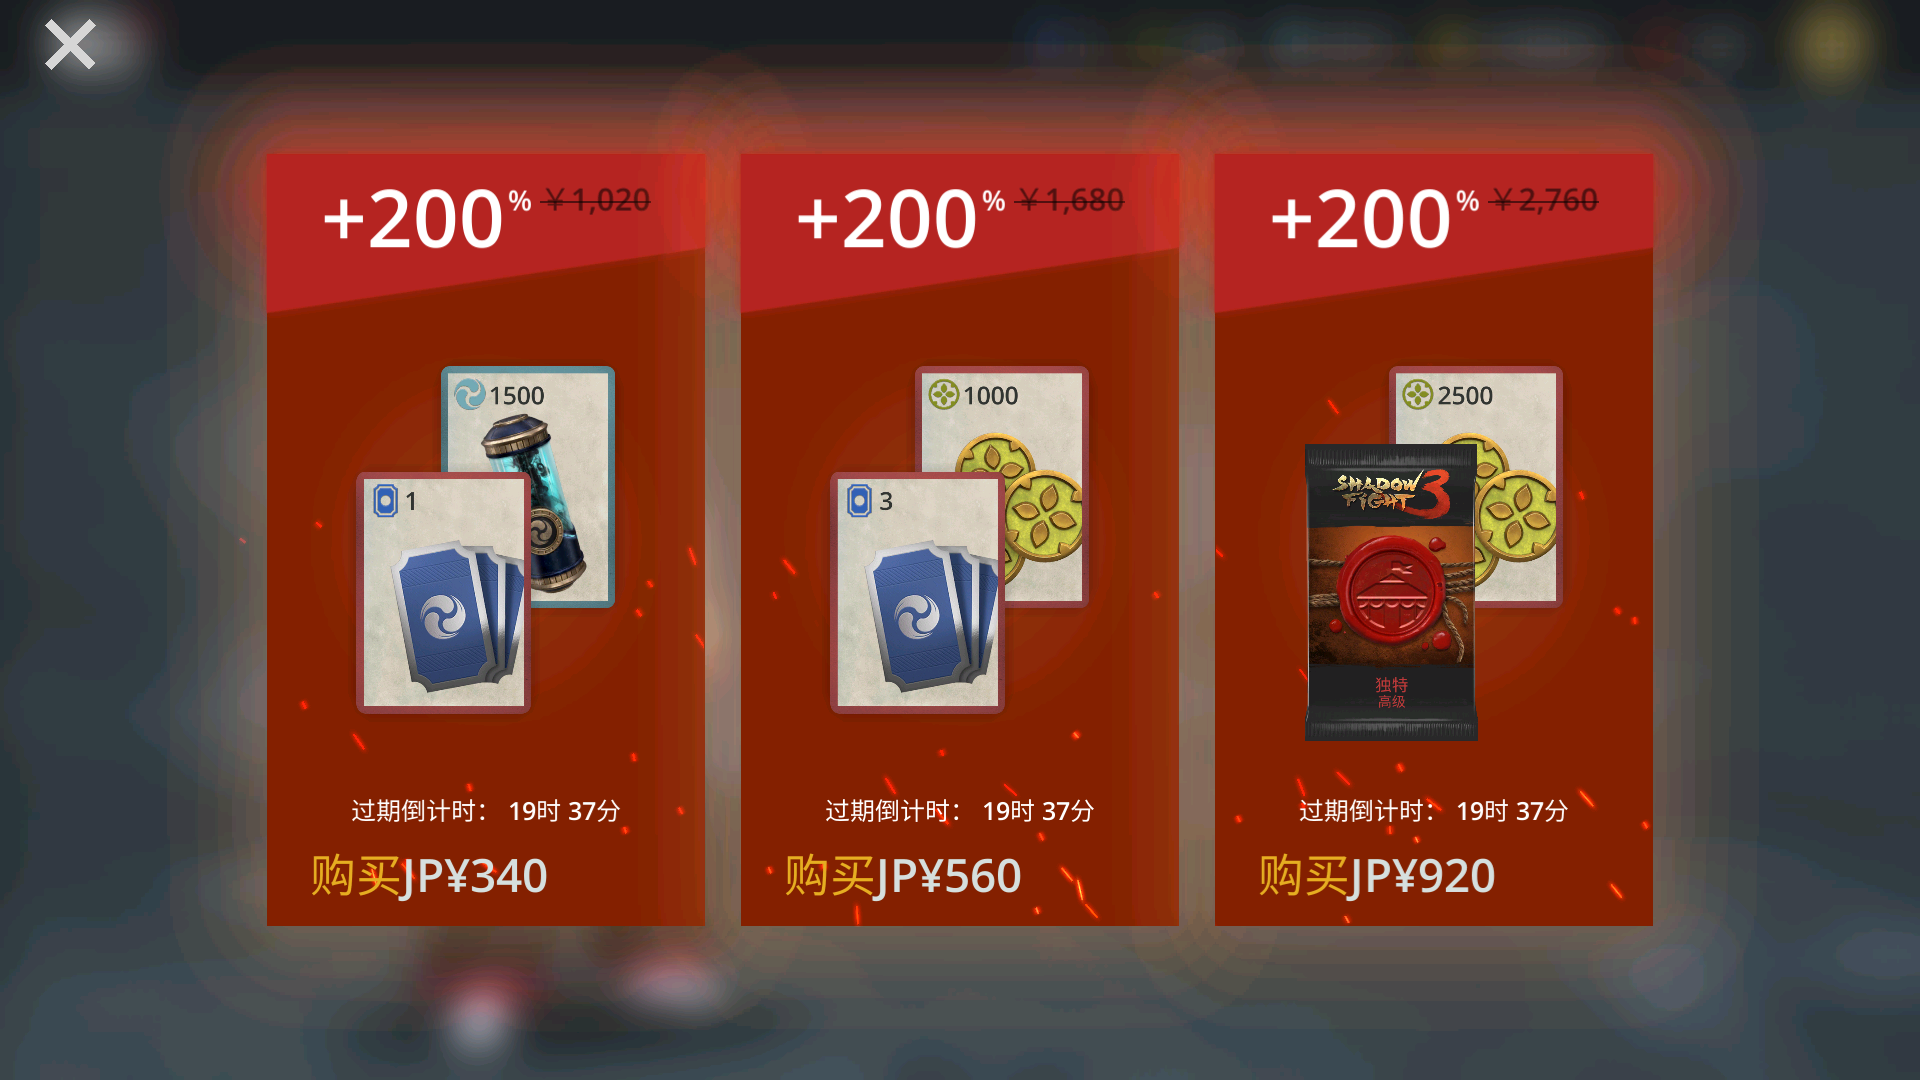 +200% ¥1,020
1500
1
过期倒计时： 19时 37分
购买JP¥340
+200% ¥1,680
1000
3
过期倒计时： 19时 37分
购买JP¥560
+200% ¥2,760
2500
SHADOW
FIGHT 3
独特
高级
过期倒计时： 19时 37分
购买JP¥920